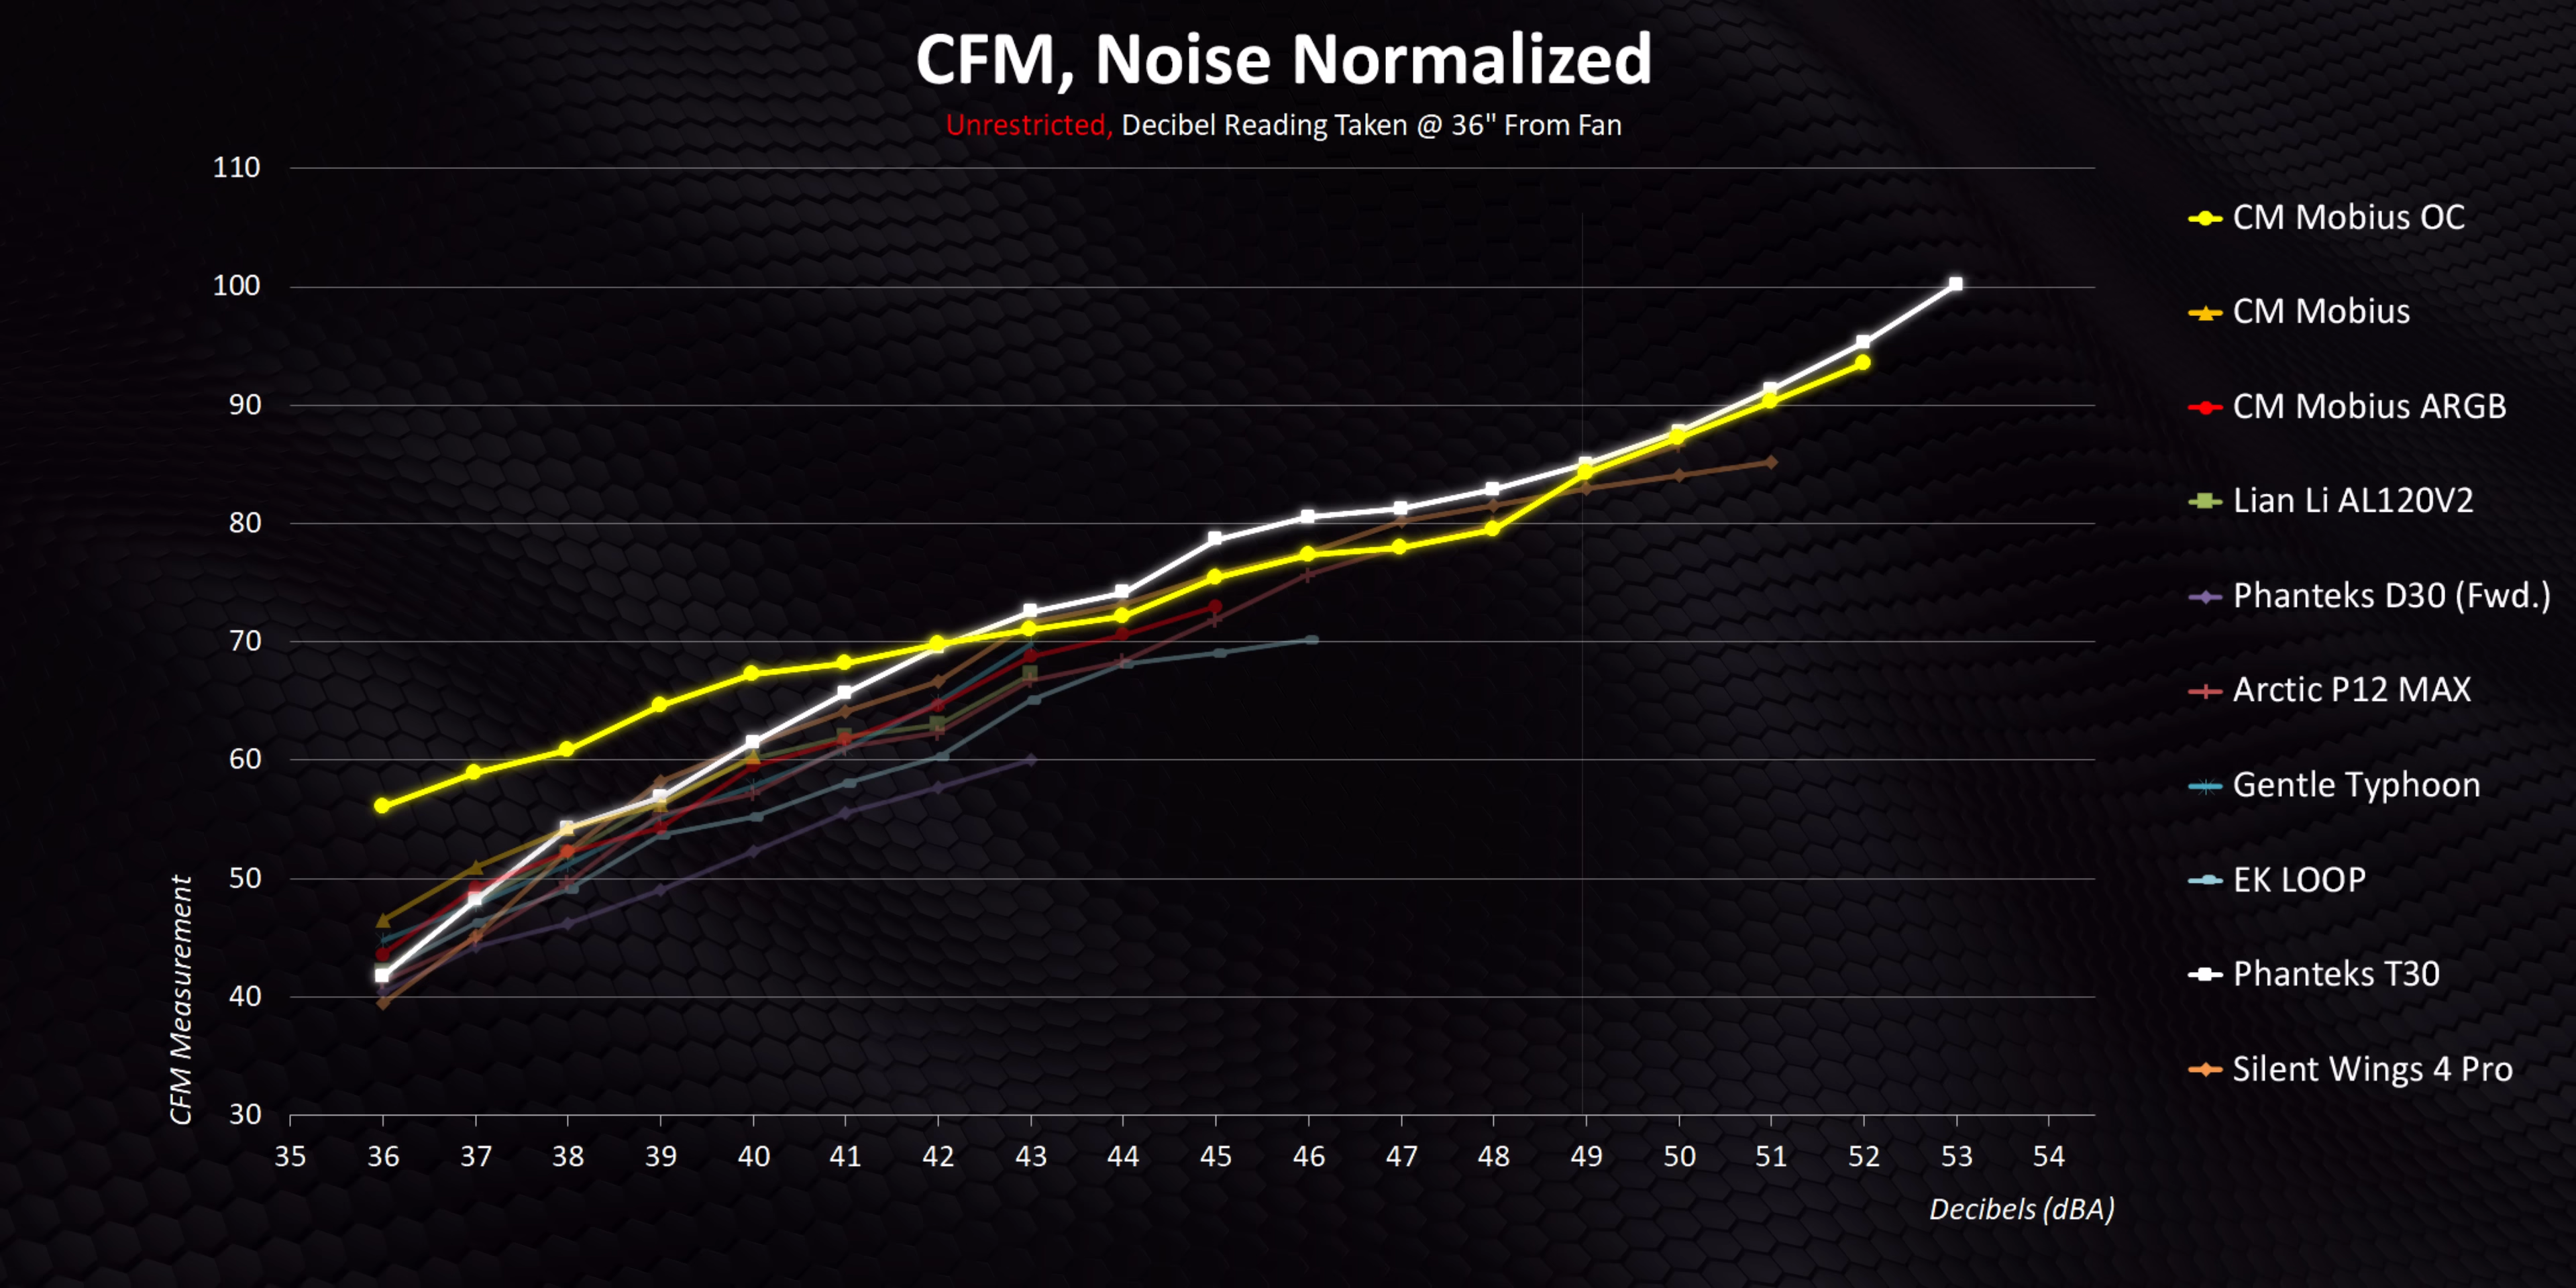 CFM, Noise Normalized
Unrestricted, Decibel Reading Taken @ 36" From Fan
110
100
90
80
70
60
50
40
30
CFM Measurement
35 36 37 38 39 40 41 42 43 44 45 46 47 48 49 50 51 52 53 54
Decibels (dBA)
CM Mobius OC
CM Mobius
CM Mobius ARGB
Lian Li AL120V2
Phanteks D30 (Fwd.)
Arctic P12 MAX
Gentle Typhoon
EK LOOP
Phanteks T30
Silent Wings 4 Pro